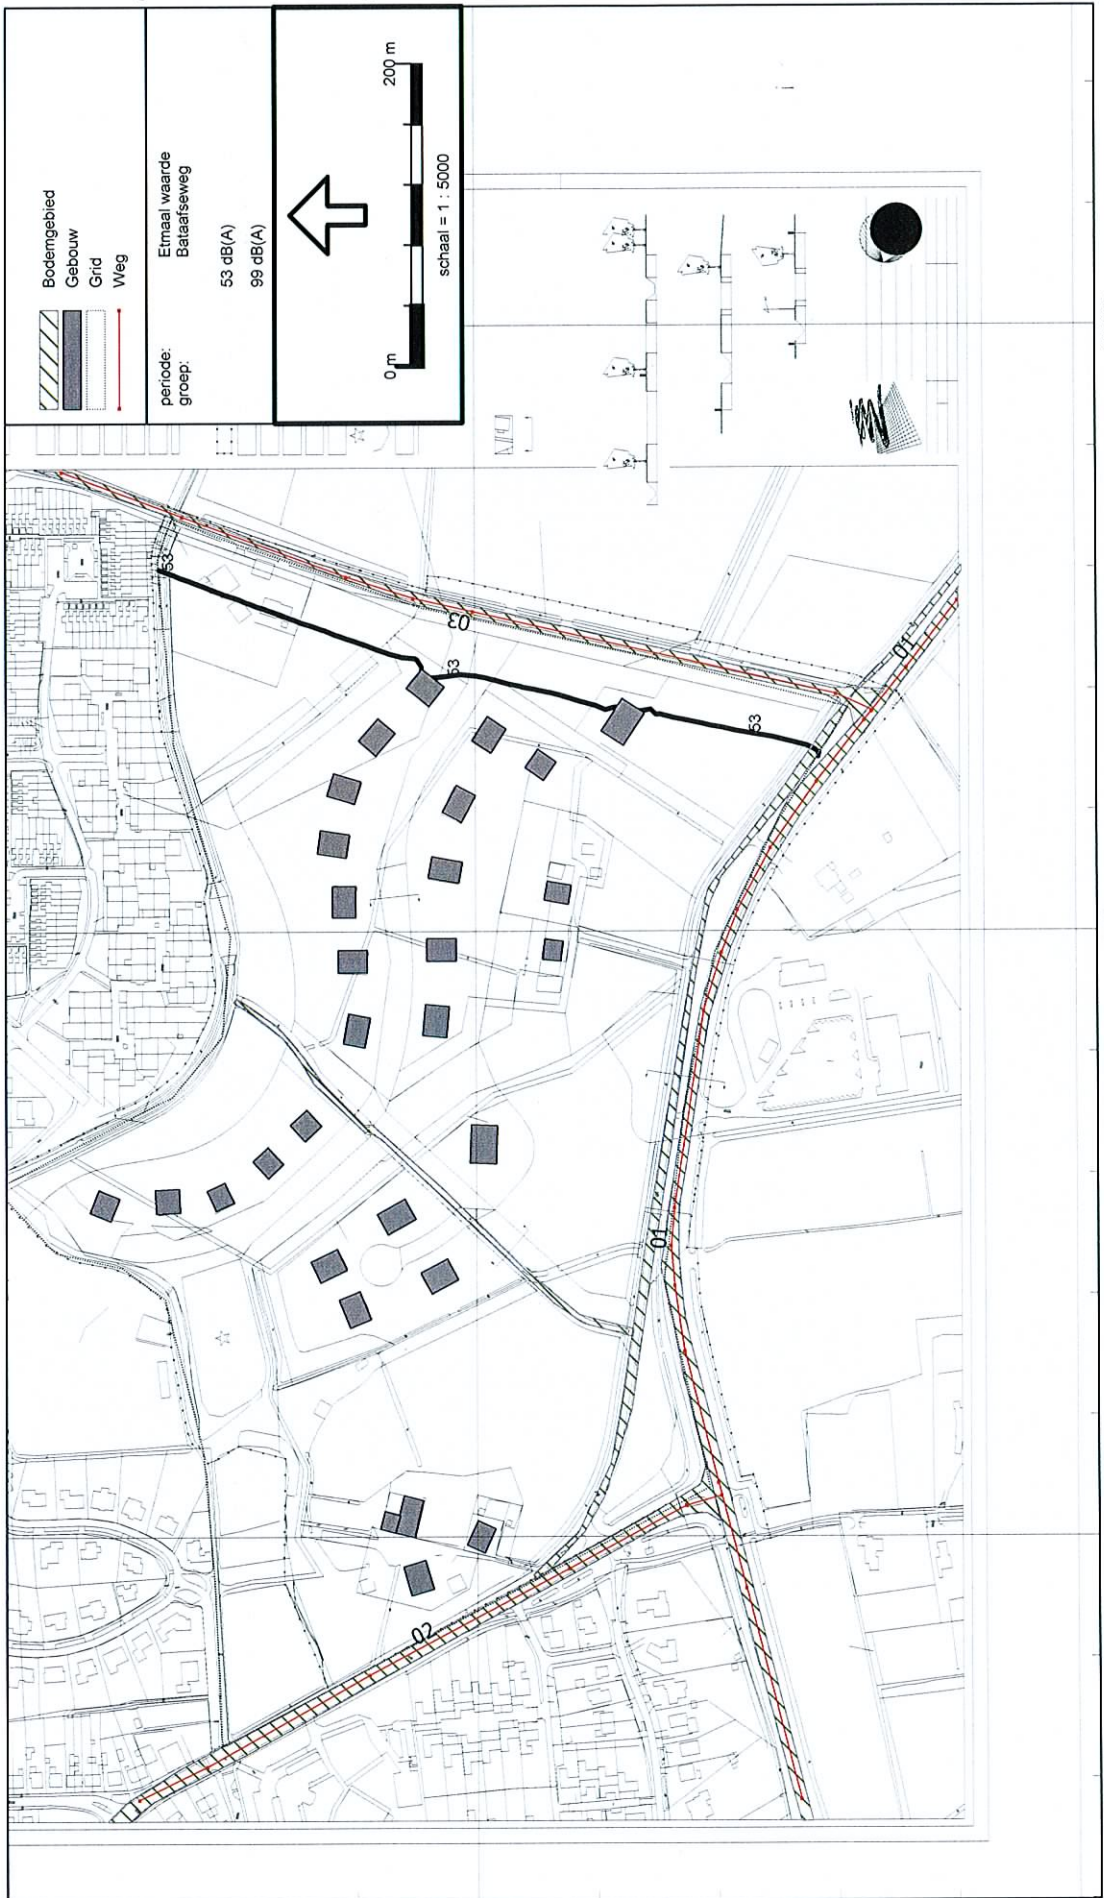 Bodemgebied
Gebouw
Grid
Weg
periode: Etmaal waarde
groep: Bataafseweg
53 dB(A)
99 dB(A)
0 m 200 m
schaal = 1 : 5000
53
03
53
53
01
01
02